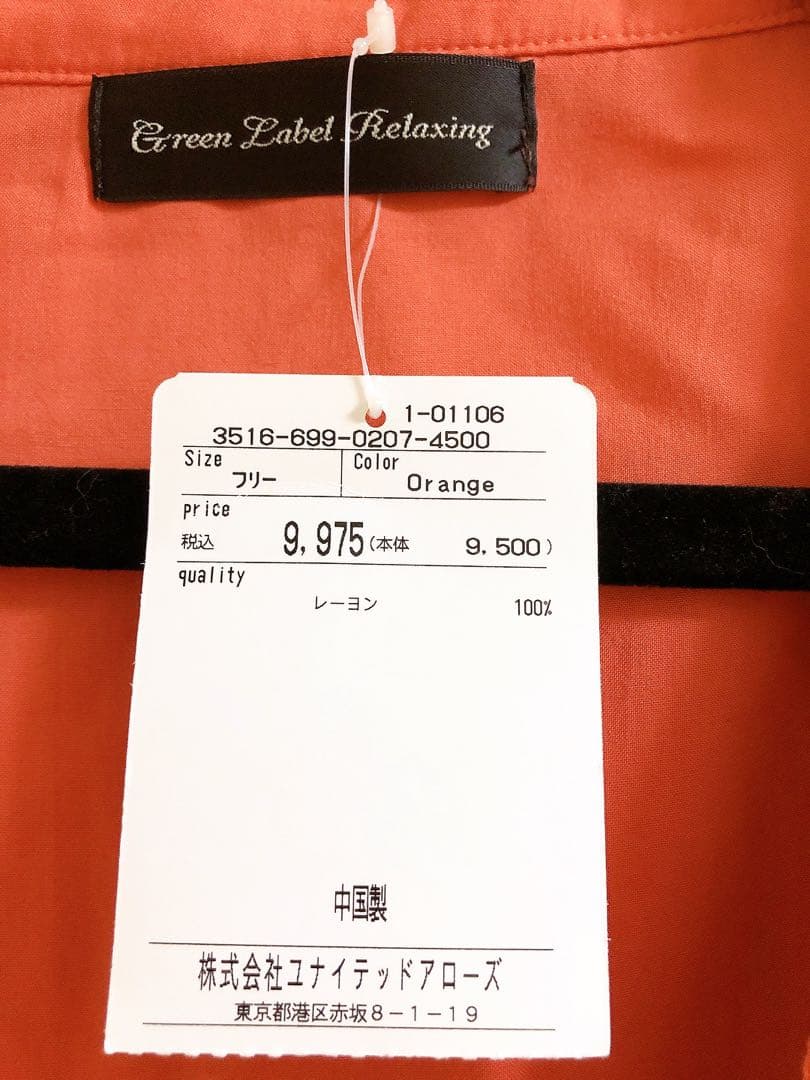 Green Label Relaxing
1-01106
3516-699-0207-4500
Size フリー Color Orange
price
税込 9,975 (本体 9,500)
quality
レーヨン 100%
中国製
株式会社ユナイテッドアローズ
東京都港区赤坂8-1-19